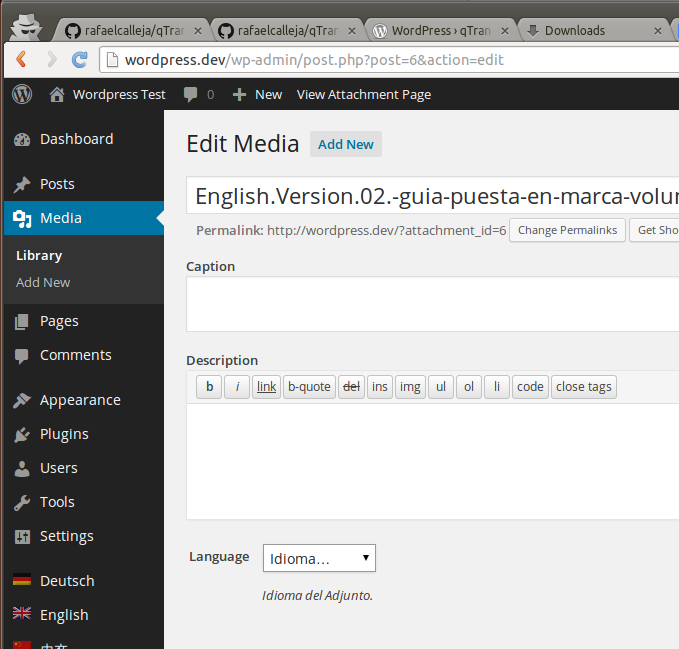 rafaelcalleja/qTran
rafaelcalleja/qTran
WordPress › qTran
Downloads
wordpress.dev/wp-admin/post.php?post=6&action=edit
Wordpress Test 0 New View Attachment Page
Dashboard
Posts
Media
Library
Add New
Pages
Comments
Appearance
Plugins
Users
Tools
Settings
Deutsch
English
中文
Edit Media Add New
English.Version.02.-guia-puesta-en-marca-volun
Permalink: http://wordpress.dev/?attachment_id=6 Change Permalinks Get Sho
Caption
Description
b i link b-quote del ins img ul ol li code close tags
Language Idioma...
Idioma del Adjunto.